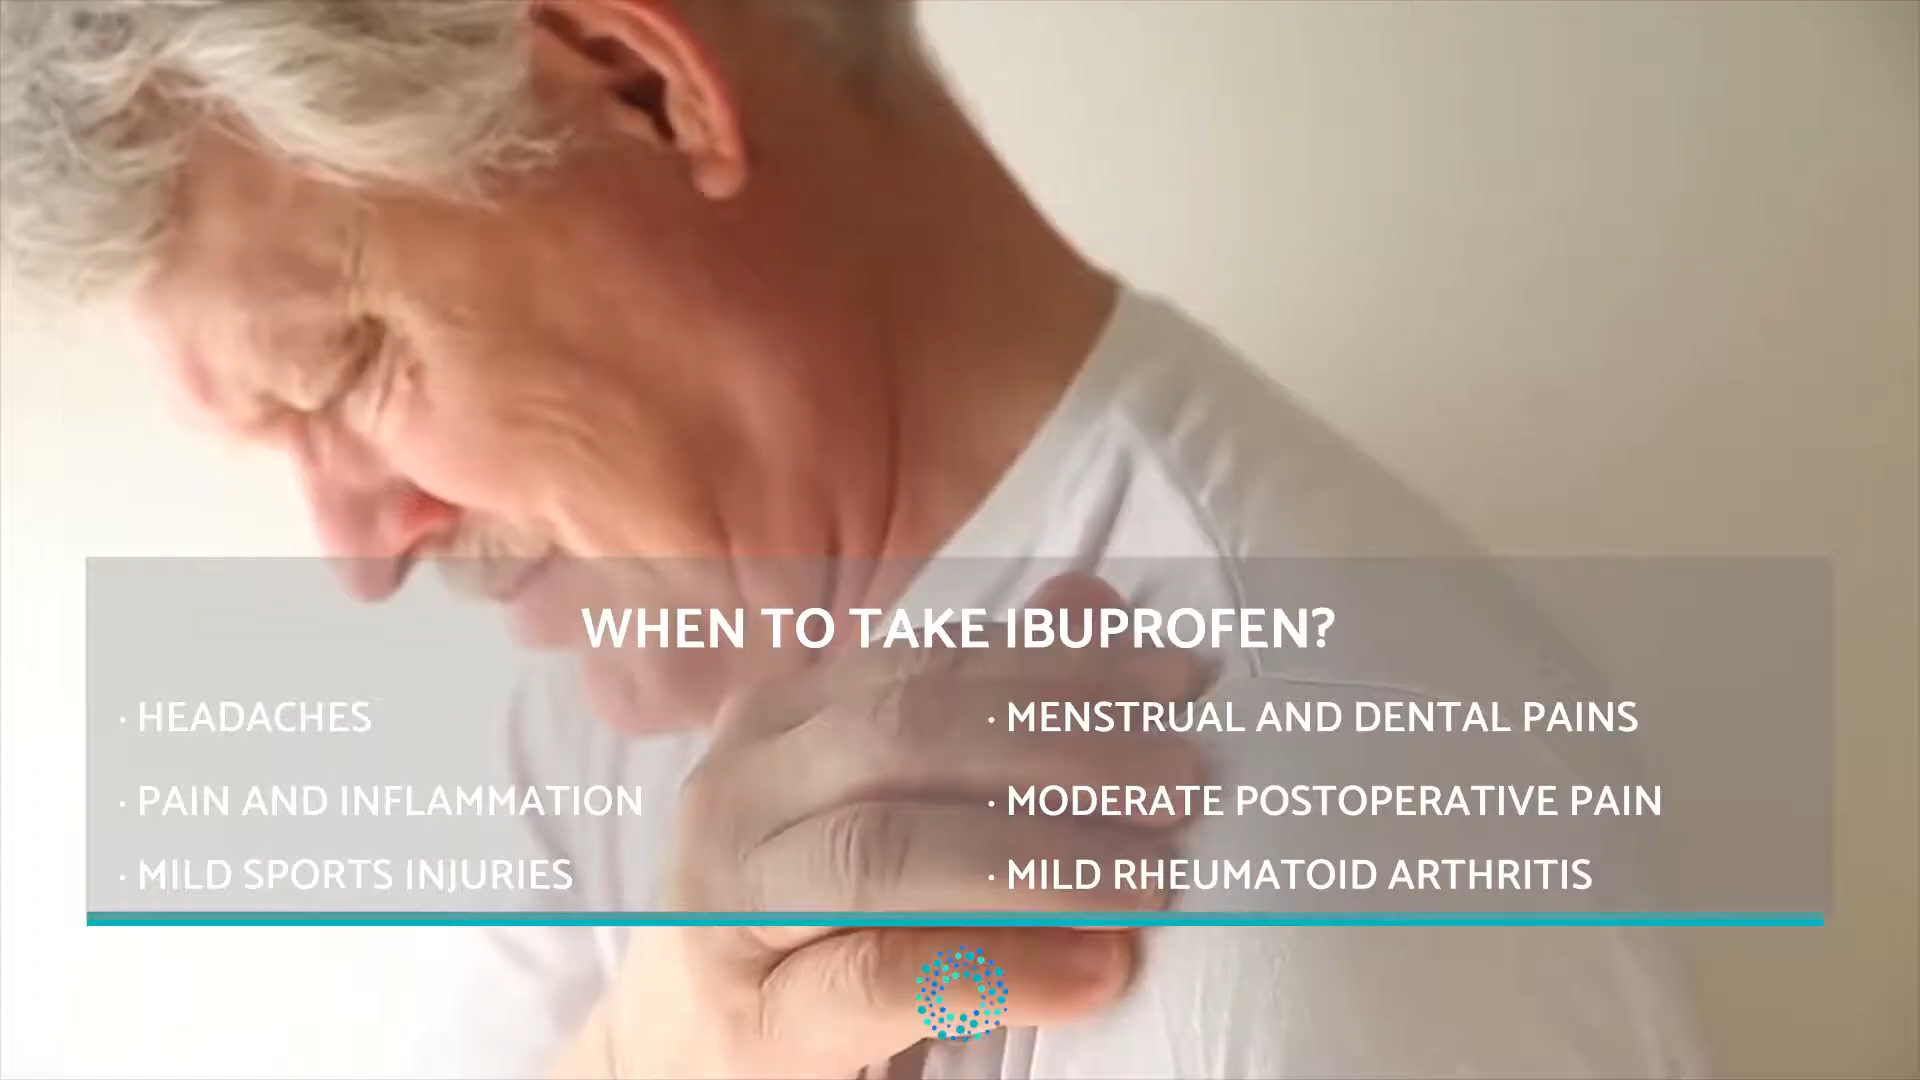 WHEN TO TAKE IBUPROFEN?
· HEADACHES
· PAIN AND INFLAMMATION
· MILD SPORTS INJURIES
· MENSTRUAL AND DENTAL PAINS
· MODERATE POSTOPERATIVE PAIN
· MILD RHEUMATOID ARTHRITIS